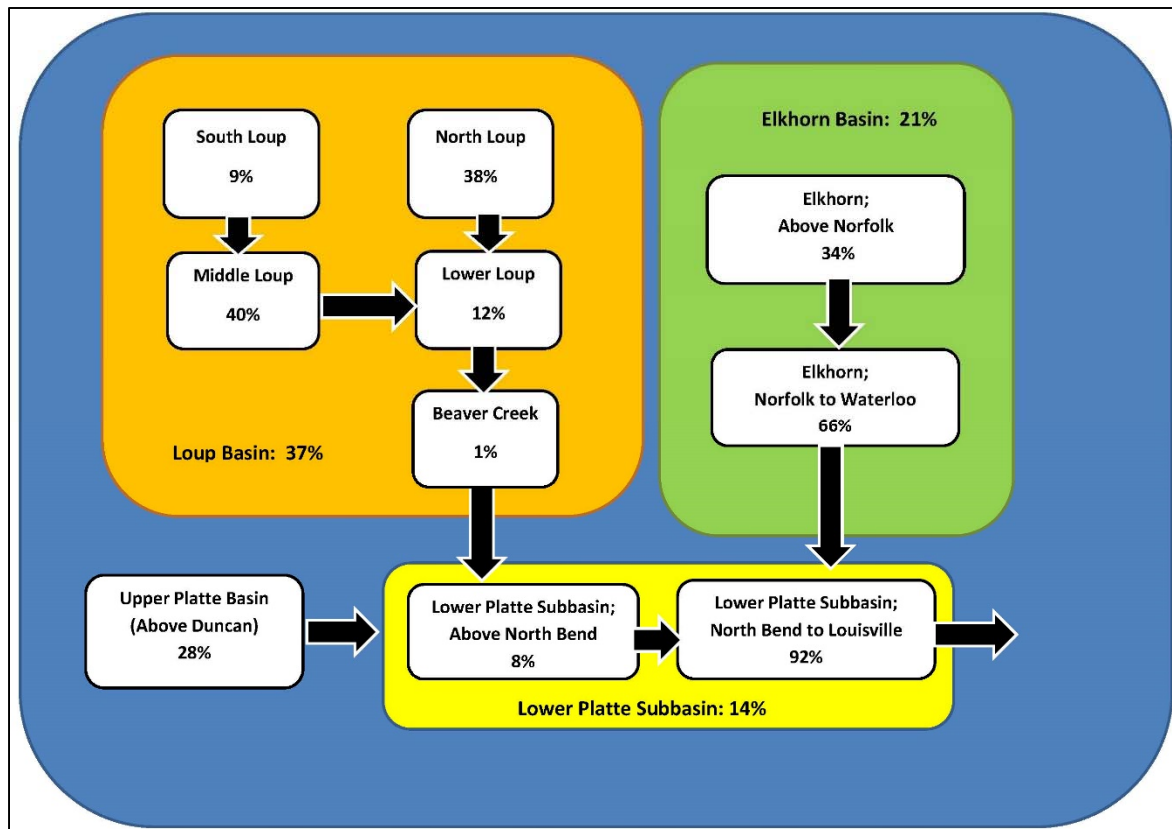 South Loup
9%
North Loup
38%
Middle Loup
40%
Lower Loup
12%
Beaver Creek
1%
Loup Basin:  37%
Elkhorn Basin:  21%
Elkhorn;
Above Norfolk
34%
Elkhorn;
Norfolk to Waterloo
66%
Upper Platte Basin
(Above Duncan)
28%
Lower Platte Subbasin;
Above North Bend
8%
Lower Platte Subbasin;
North Bend to Louisville
92%
Lower Platte Subbasin: 14%